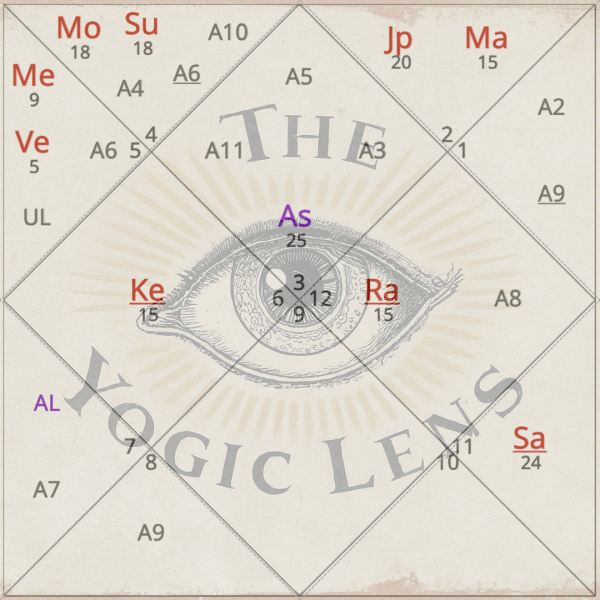 Mo Su A10 Jp Ma
18 18 20 15
Me A4 A6 A5
9 A2
Ve A6 5 4 A11 A3 2 1
5 A9
THE
UL As
25
Ke 3 Ra A8
15 6 12 15
9
AL
YOGIC LENS
7 11 Sa
8 10 24
A7
A9